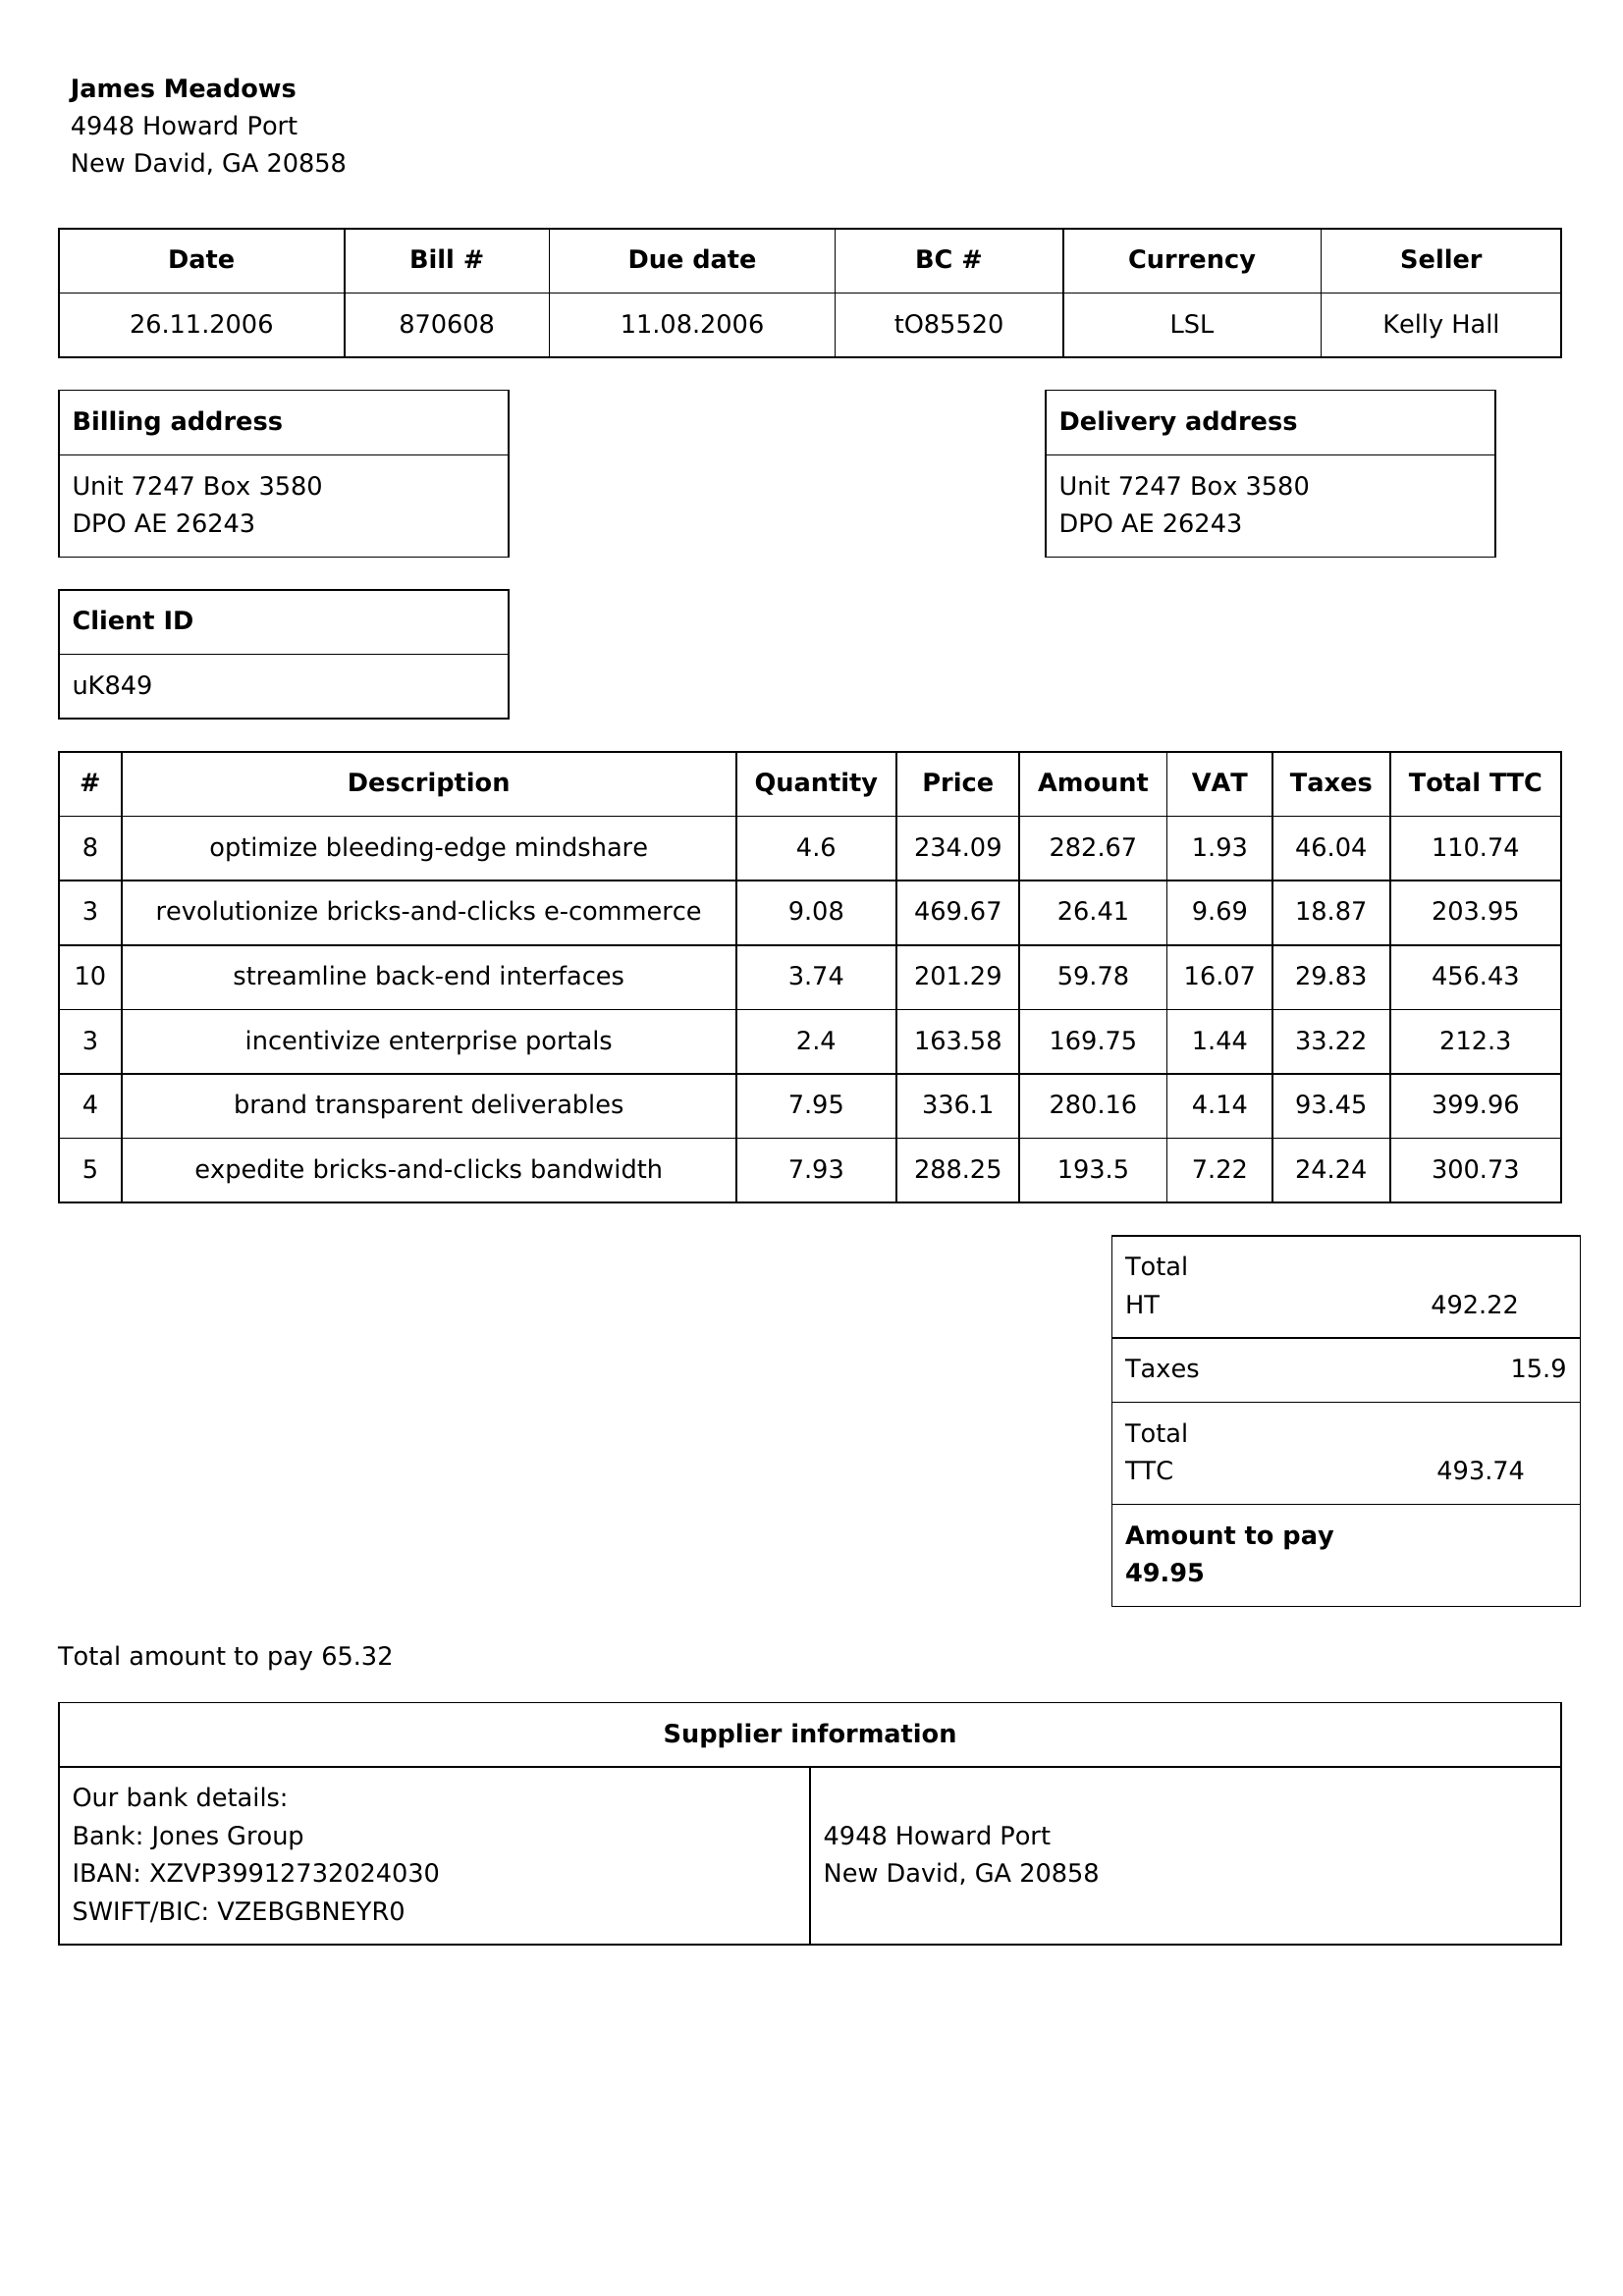 James Meadows
4948 Howard Port
New David, GA 20858
Date Bill # Due date BC # Currency Seller
26.11.2006 870608 11.08.2006 tO85520 LSL Kelly Hall
Billing address Delivery address
Unit 7247 Box 3580 Unit 7247 Box 3580
DPO AE 26243 DPO AE 26243
Client ID
uK849
# Description Quantity Price Amount VAT Taxes Total TTC
8 optimize bleeding-edge mindshare 4.6 234.09 282.67 1.93 46.04 110.74
3 revolutionize bricks-and-clicks e-commerce 9.08 469.67 26.41 9.69 18.87 203.95
10 streamline back-end interfaces 3.74 201.29 59.78 16.07 29.83 456.43
3 incentivize enterprise portals 2.4 163.58 169.75 1.44 33.22 212.3
4 brand transparent deliverables 7.95 336.1 280.16 4.14 93.45 399.96
5 expedite bricks-and-clicks bandwidth 7.93 288.25 193.5 7.22 24.24 300.73
Total
HT 492.22
Taxes 15.9
Total
TTC 493.74
Amount to pay
49.95
Total amount to pay 65.32
Supplier information
Our bank details:
Bank: Jones Group 4948 Howard Port
IBAN: XZVP39912732024030 New David, GA 20858
SWIFT/BIC: VZEBGBNEYR0